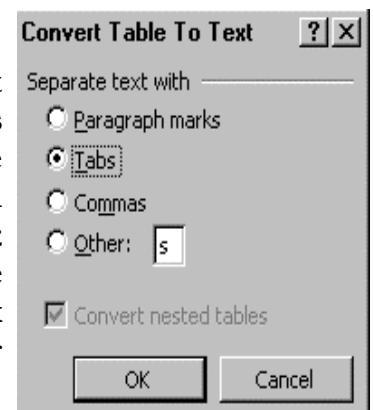 Convert Table To Text ? ×
Separate text with
Paragraph marks
Tabs
Commas
Other: s
Convert nested tables
OK Cancel